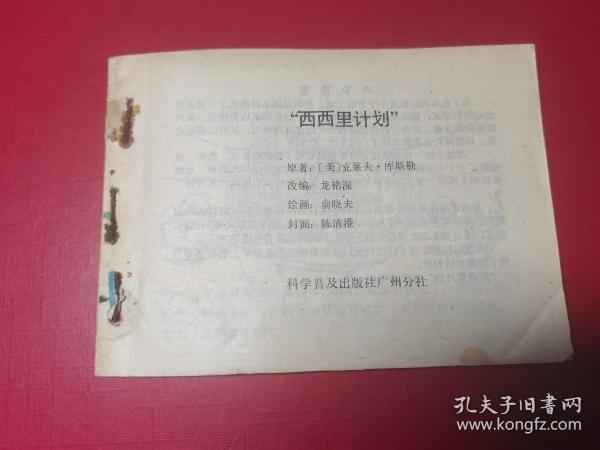 “西西里计划”
原著：〔美〕克莱夫·库斯勒
改编：龙铭深
绘画：俞晓夫
封面：陈清港
科学普及出版社广州分社
孔夫子旧书网
www.kongfz.com